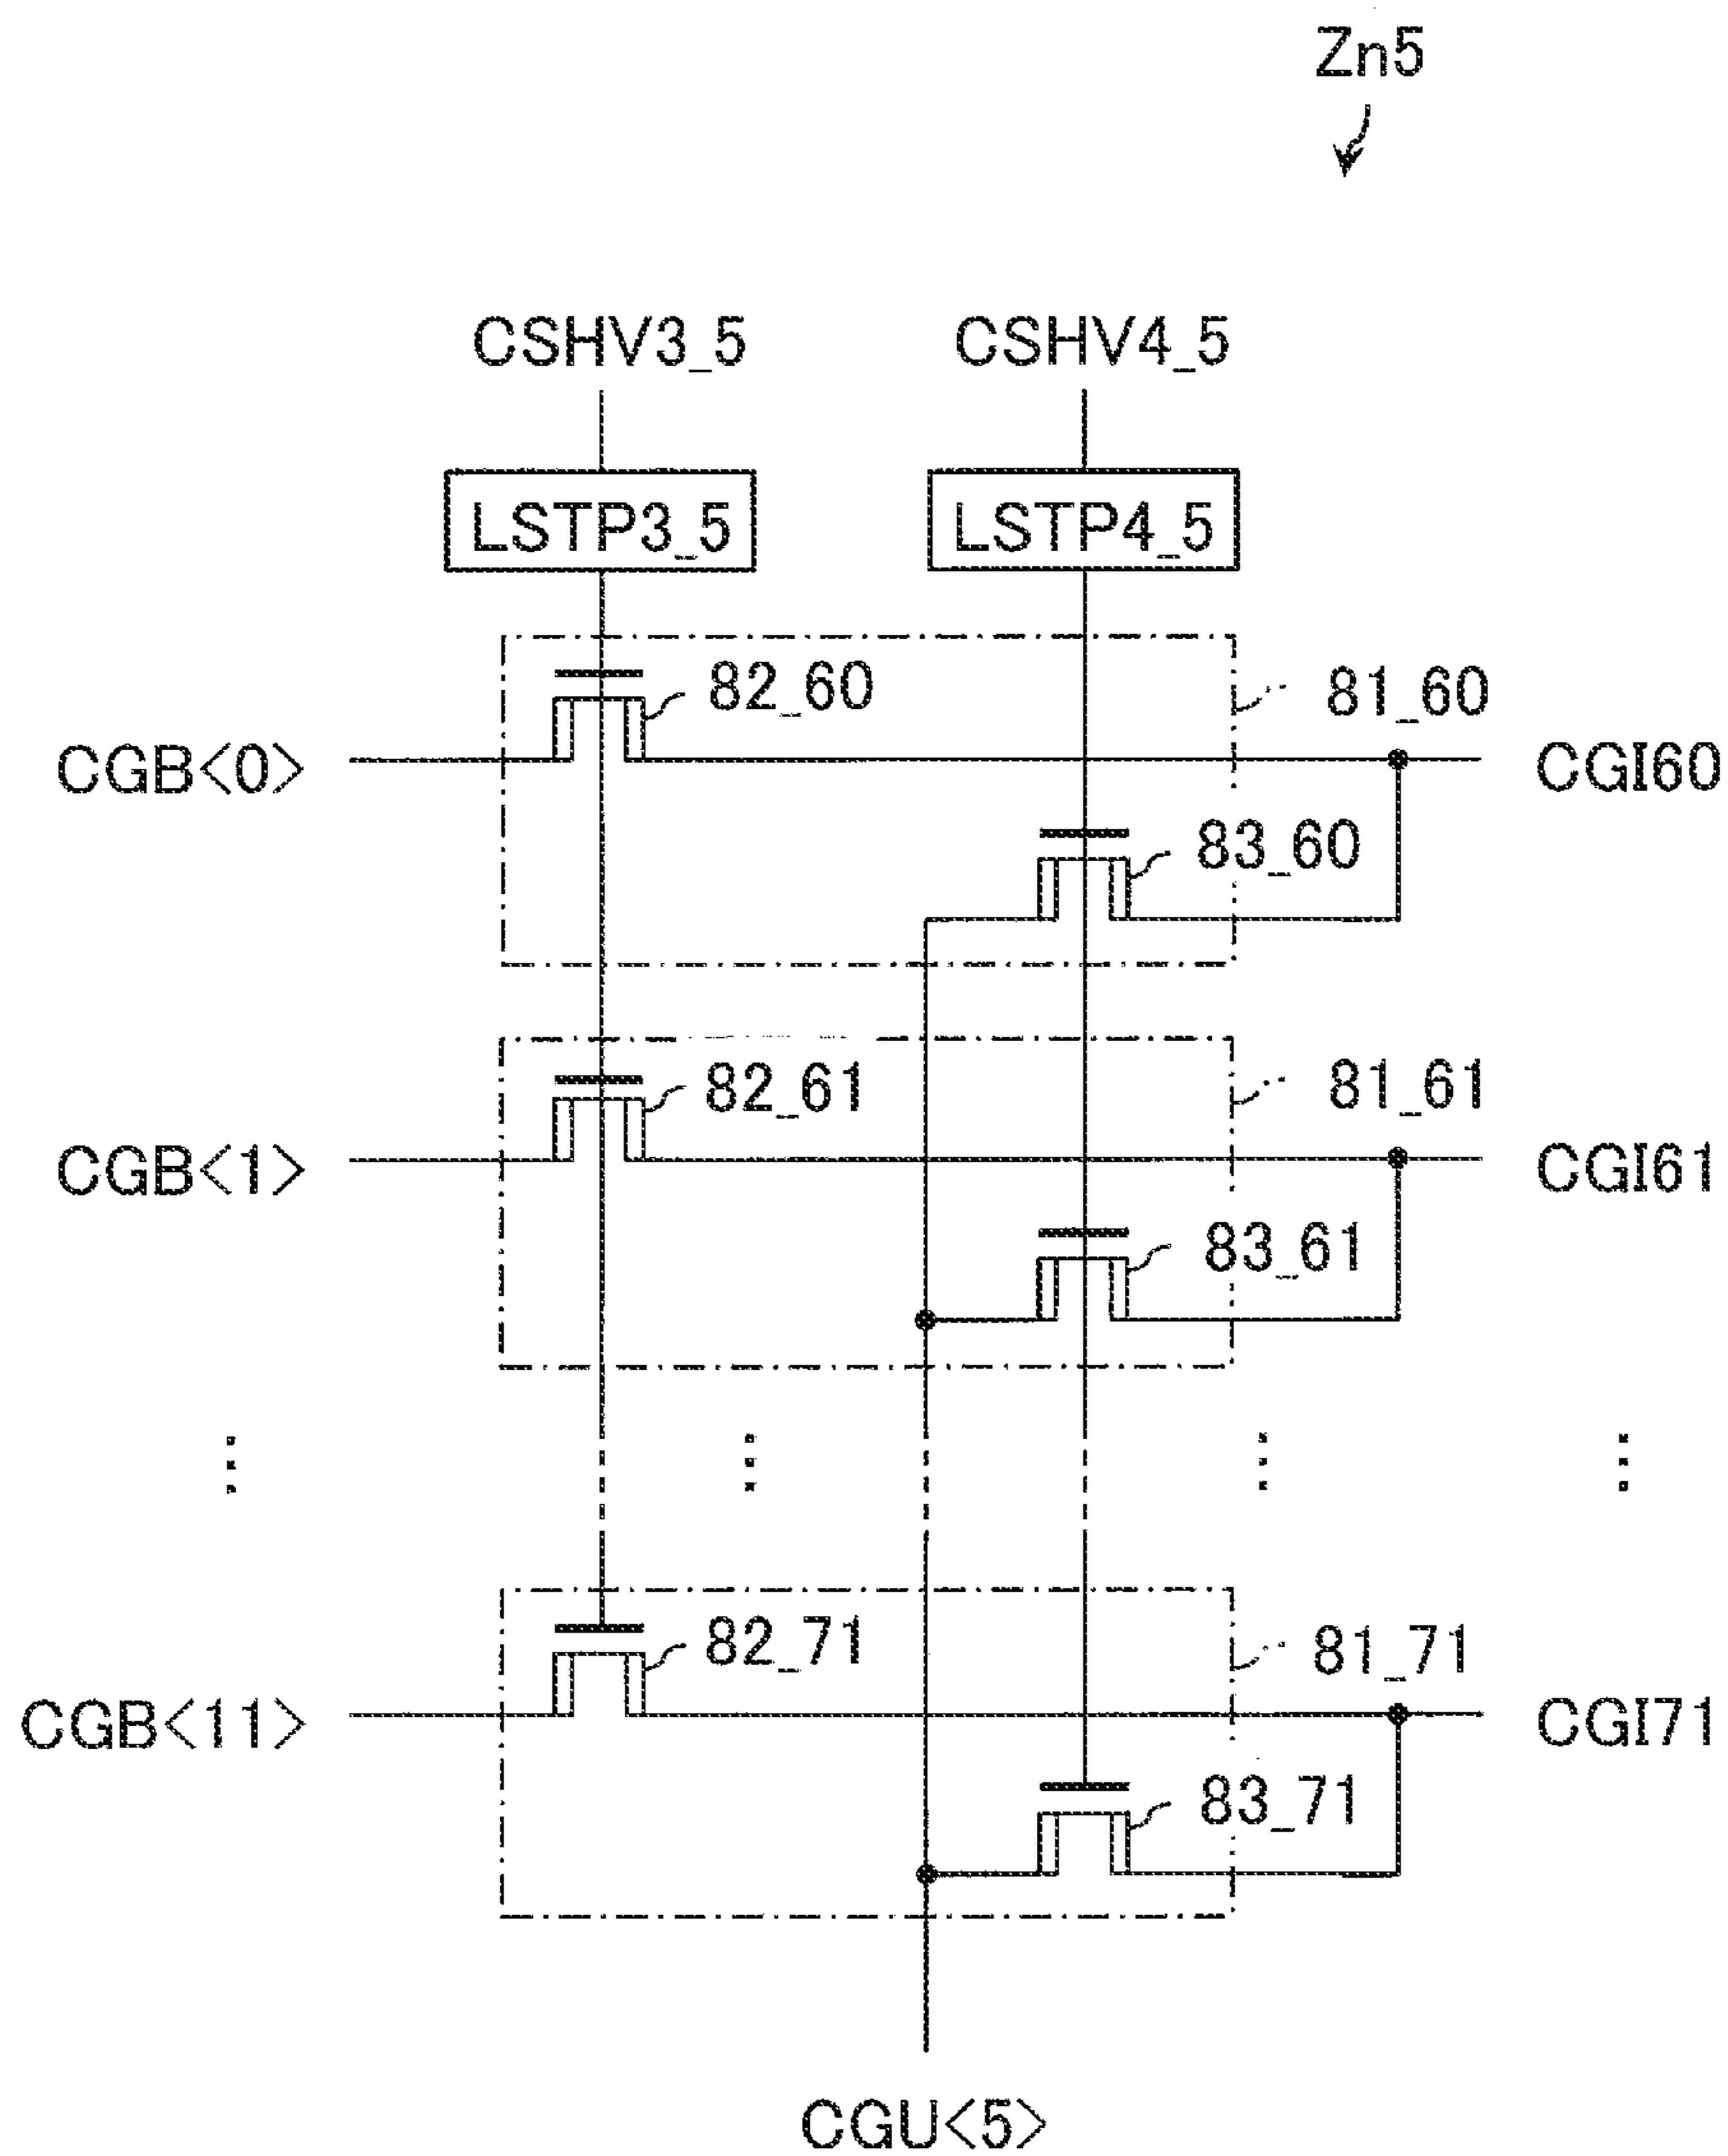 Zn5
CSHV3_5 CSHV4_5
LSTP3_5 LSTP4_5
82_60 81_60
CGB<0> CGI60
83_60
82_61 81_61
CGB<1> CGI61
83_61
82_71 81_71
CGB<11> CGI71
83_71
CGU<5>